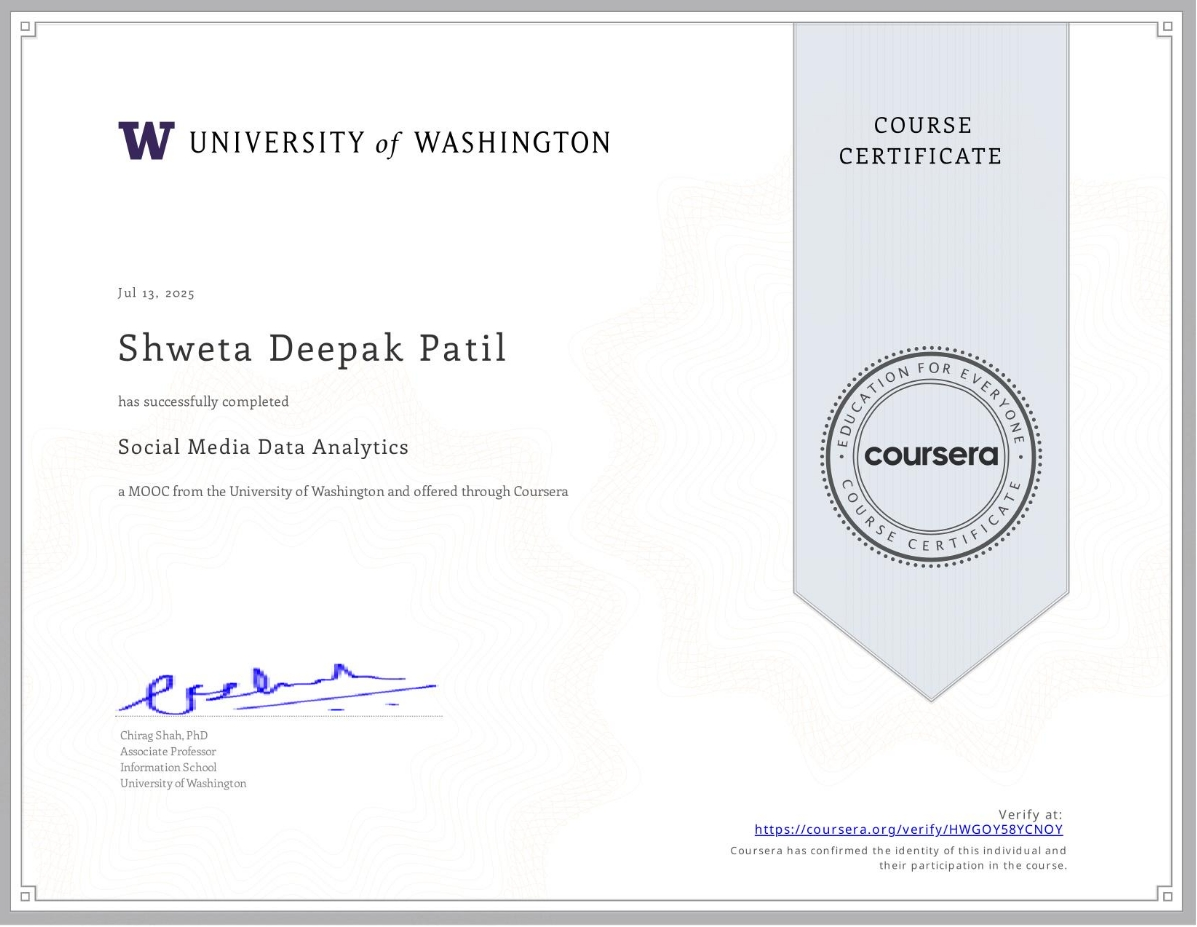 W UNIVERSITY of WASHINGTON
COURSE
CERTIFICATE
Jul 13, 2025
Shweta Deepak Patil
has successfully completed
Social Media Data Analytics
a MOOC from the University of Washington and offered through Coursera
EDUCATION FOR EVERYONE
coursera
COURSE CERTIFICATE
Chirag Shah, PhD
Associate Professor
Information School
University of Washington
Verify at:
https://coursera.org/verify/HWGOY58YCNOY
Coursera has confirmed the identity of this individual and
their participation in the course.